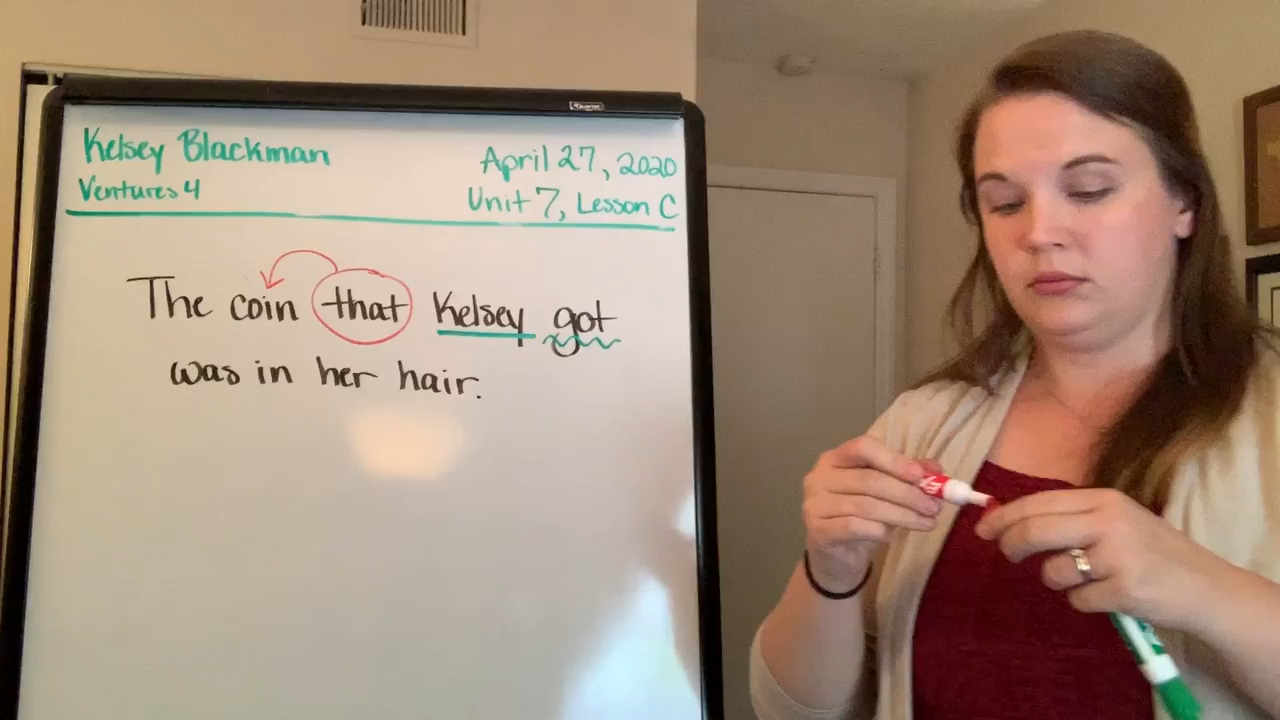 Quartet
Kelsey Blackman
April 27, 2020
Ventures 4
Unit 7, Lesson C
The coin that Kelsey got
was in her hair.